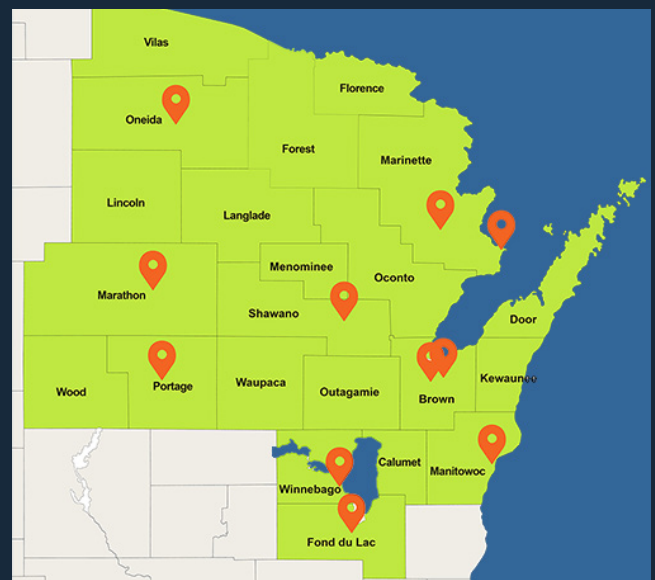 Vilas
Florence
Oneida
Forest
Marinette
Lincoln
Langlade
Menominee
Oconto
Marathon
Shawano
Door
Kewaunee
Portage
Waupaca
Wood
Outagamie
Brown
Calumet
Manitowoc
Winnebago
Fond du Lac